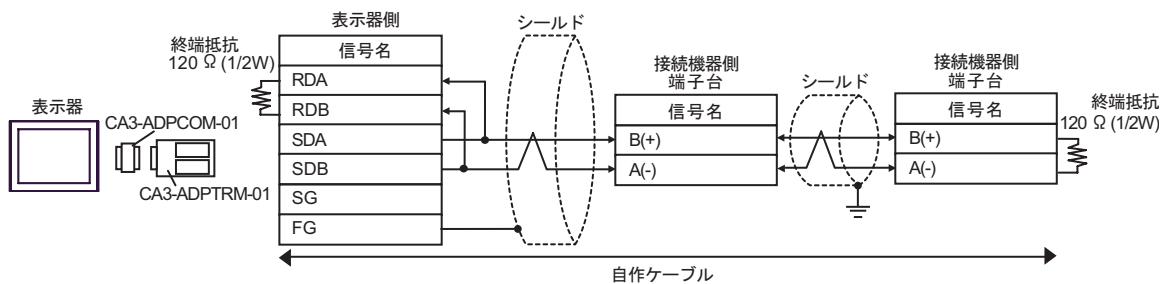 表示器
CA3-ADPCOM-01
CA3-ADPTRM-01
終端抵抗
120 Ω (1/2W)
表示器側
信号名
RDA
RDB
SDA
SDB
SG
FG
シールド
接続機器側
端子台
信号名
B(+)
A(-)
シールド
接続機器側
端子台
信号名
B(+)
A(-)
終端抵抗
120 Ω (1/2W)
自作ケーブル